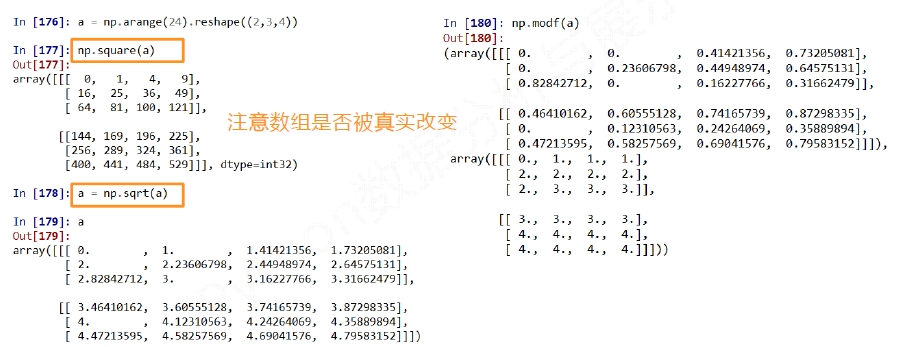 In [176]: a = np.arange(24).reshape((2,3,4))
In [177]: np.square(a)
Out[177]:
array([[[  0,   1,   4,   9],
[ 16,  25,  36,  49],
[ 64,  81, 100, 121]],
[[144, 169, 196, 225],
[256, 289, 324, 361],
[400, 441, 484, 529]]], dtype=int32)
注意数组是否被真实改变
In [178]: a = np.sqrt(a)
In [179]: a
Out[179]:
array([[[ 0.        ,  1.        ,  1.41421356,  1.73205081],
[ 2.        ,  2.23606798,  2.44948974,  2.64575131],
[ 2.82842712,  3.        ,  3.16227766,  3.31662479]],
[[ 3.46410162,  3.60555128,  3.74165739,  3.87298335],
[ 4.        ,  4.12310563,  4.24264069,  4.35889894],
[ 4.47213595,  4.58257569,  4.69041576,  4.79583152]]])
In [180]: np.modf(a)
Out[180]:
(array([[[ 0.        ,  0.        ,  0.41421356,  0.73205081],
[ 0.        ,  0.23606798,  0.44948974,  0.64575131],
[ 0.82842712,  0.        ,  0.16227766,  0.31662479]],
[[ 0.46410162,  0.60555128,  0.74165739,  0.87298335],
[ 0.        ,  0.12310563,  0.24264069,  0.35889894],
[ 0.47213595,  0.58257569,  0.69041576,  0.79583152]]]),
array([[[ 0.,  1.,  1.,  1.],
[ 2.,  2.,  2.,  2.],
[ 2.,  3.,  3.,  3.]],
[[ 3.,  3.,  3.,  3.],
[ 4.,  4.,  4.,  4.],
[ 4.,  4.,  4.,  4.]]]))